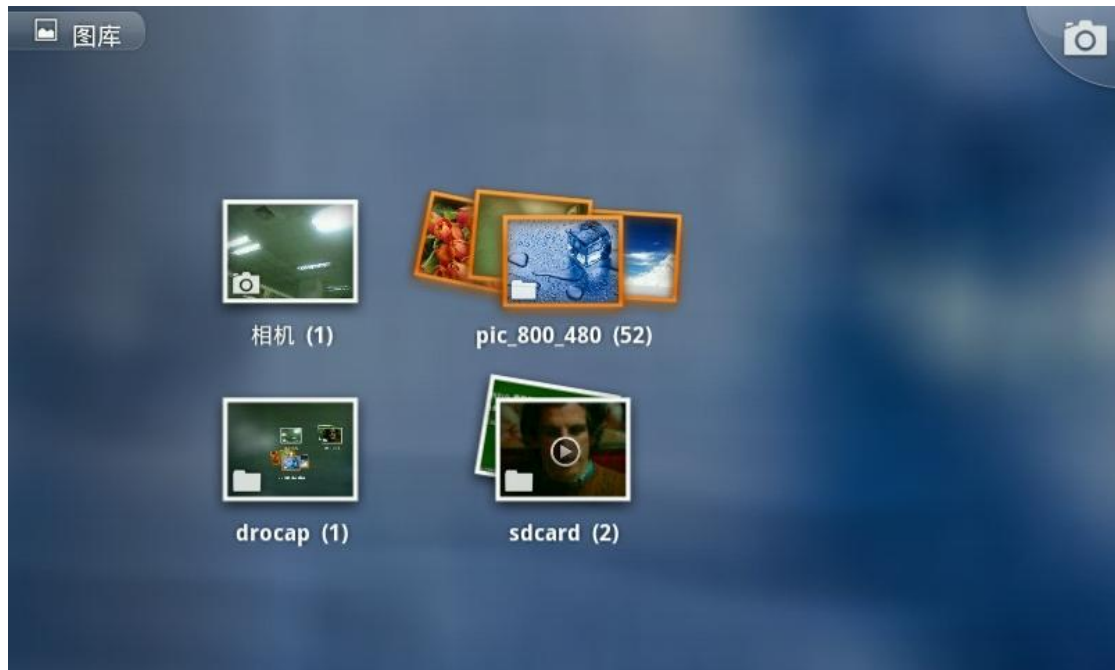 图库
相机 (1)
pic_800_480 (52)
drocap (1)
sdcard (2)